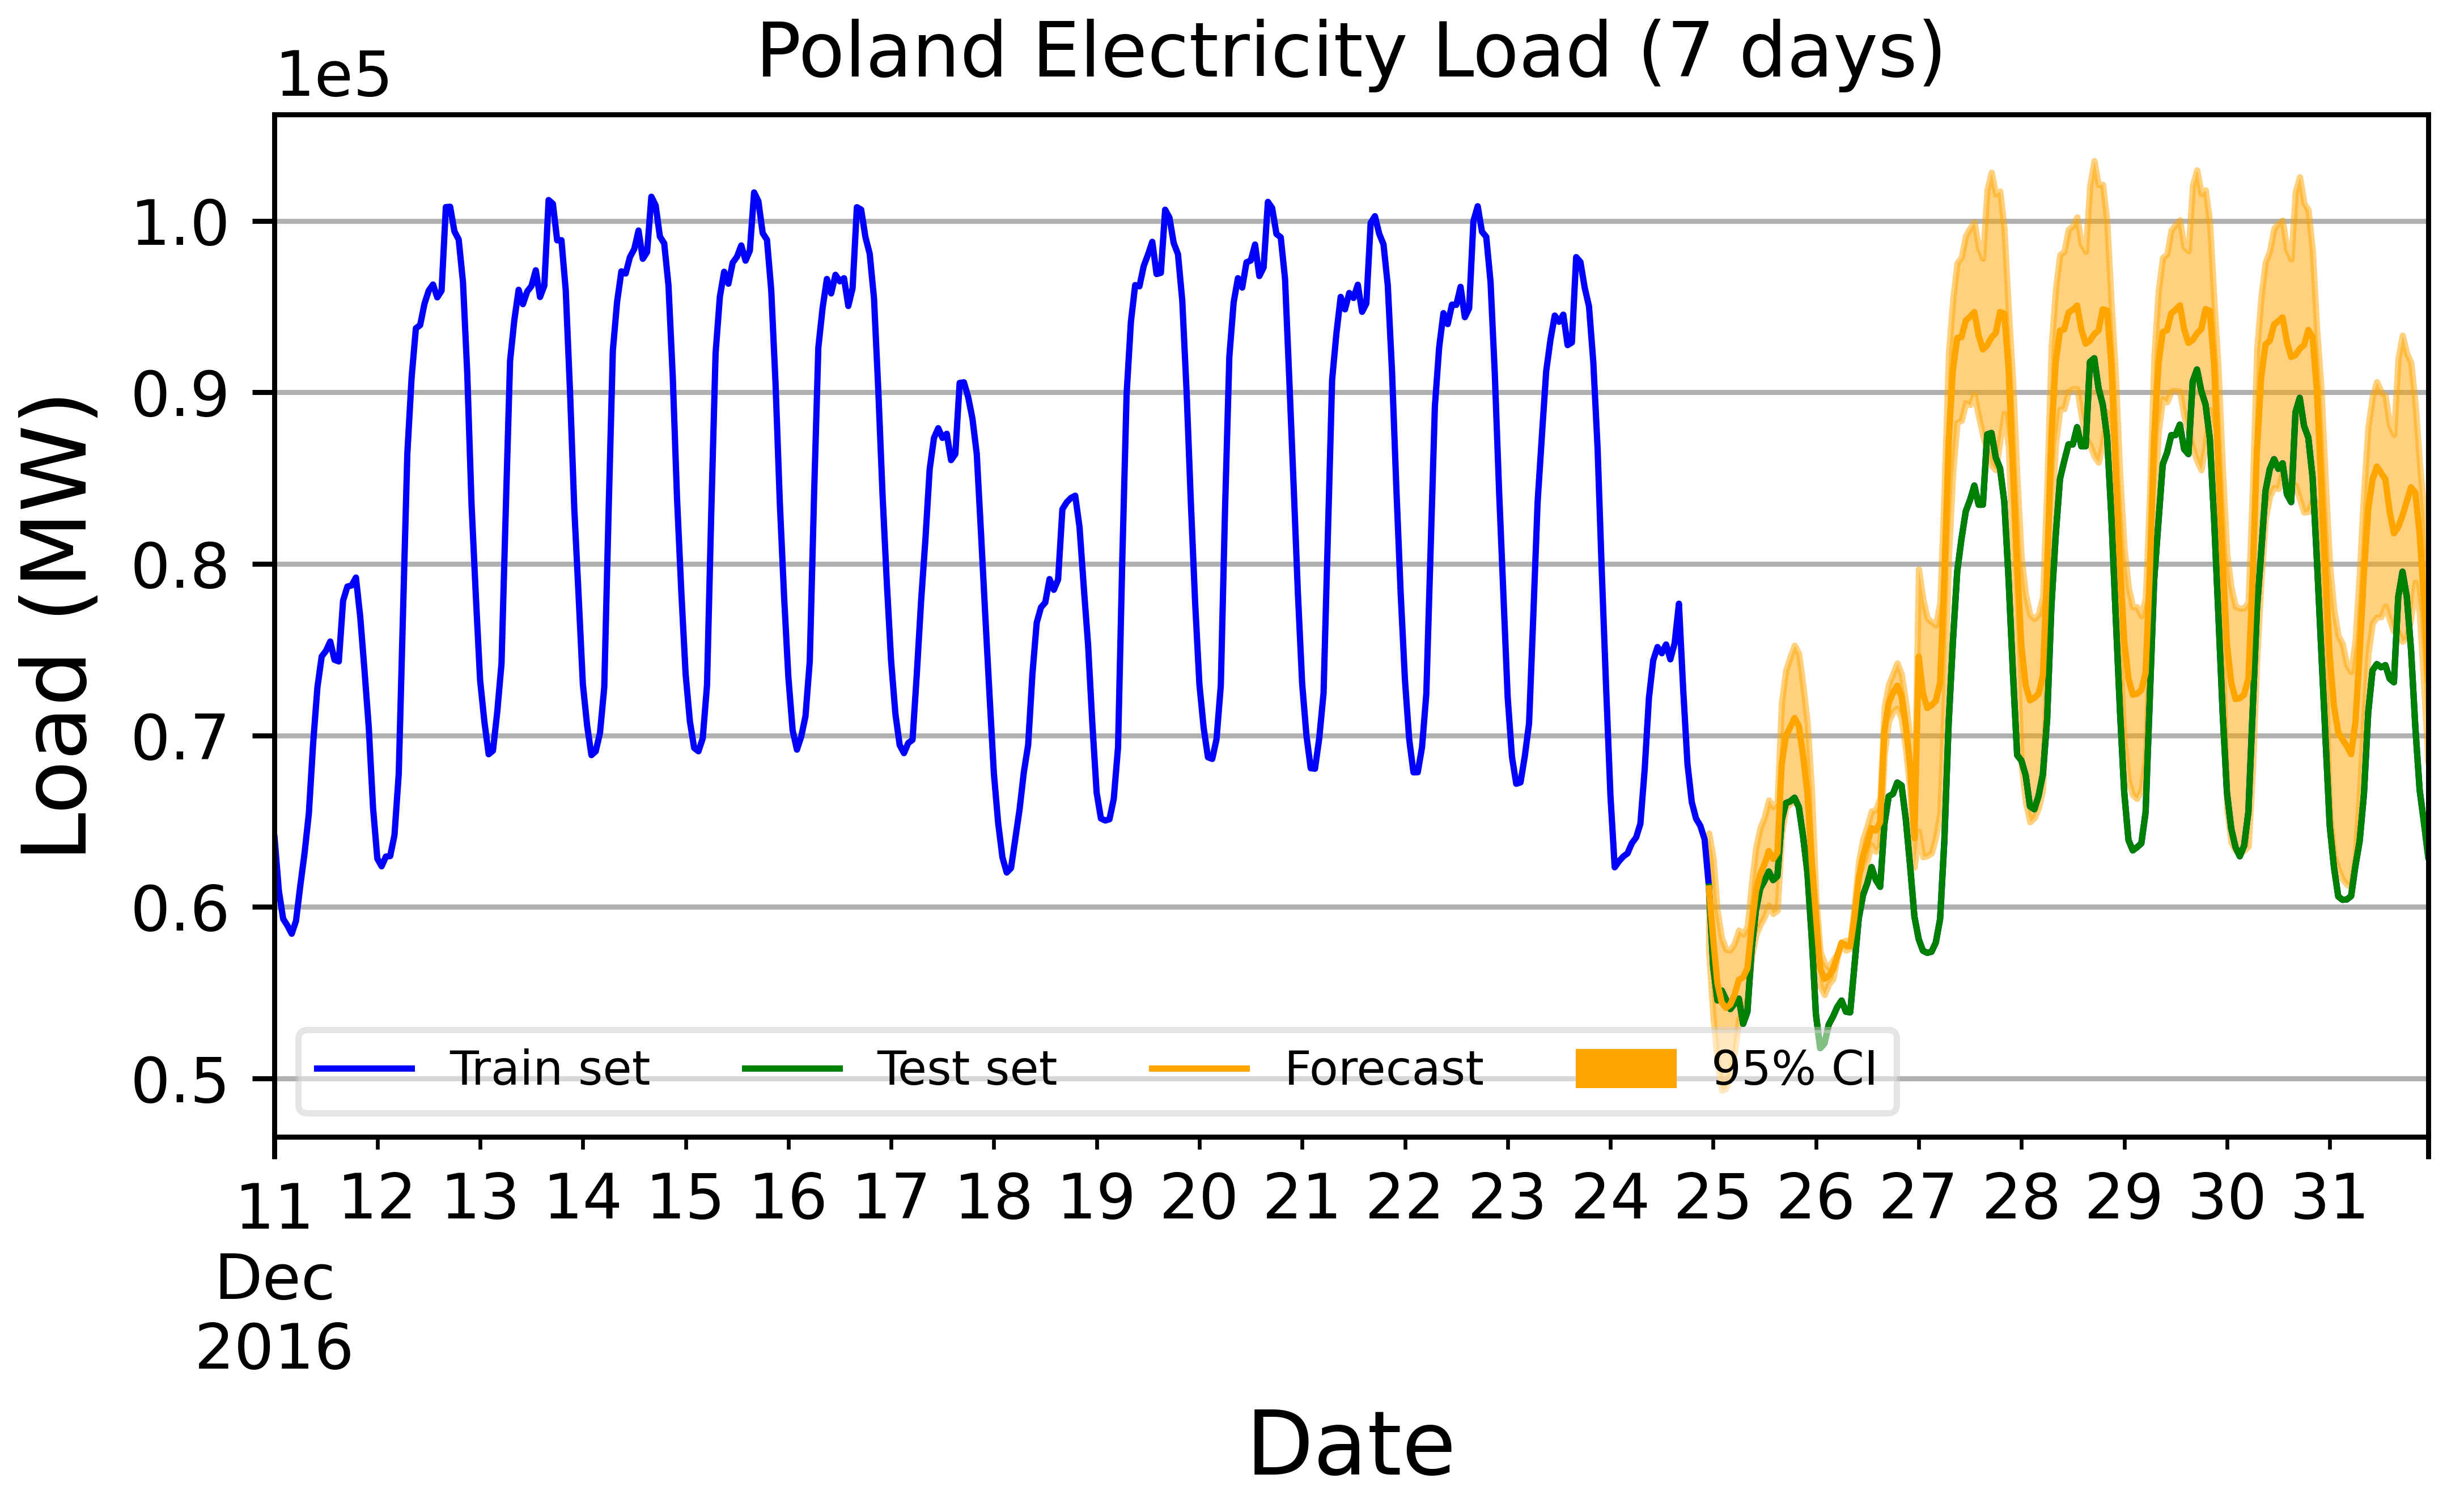 Poland Electricity Load (7 days)
1e5
1.0
0.9
0.8
0.7
0.6
0.5
Load (MW)
Train set
Test set
Forecast
95% CI
11 12 13 14 15 16 17 18 19 20 21 22 23 24 25 26 27 28 29 30 31
Dec
2016
Date